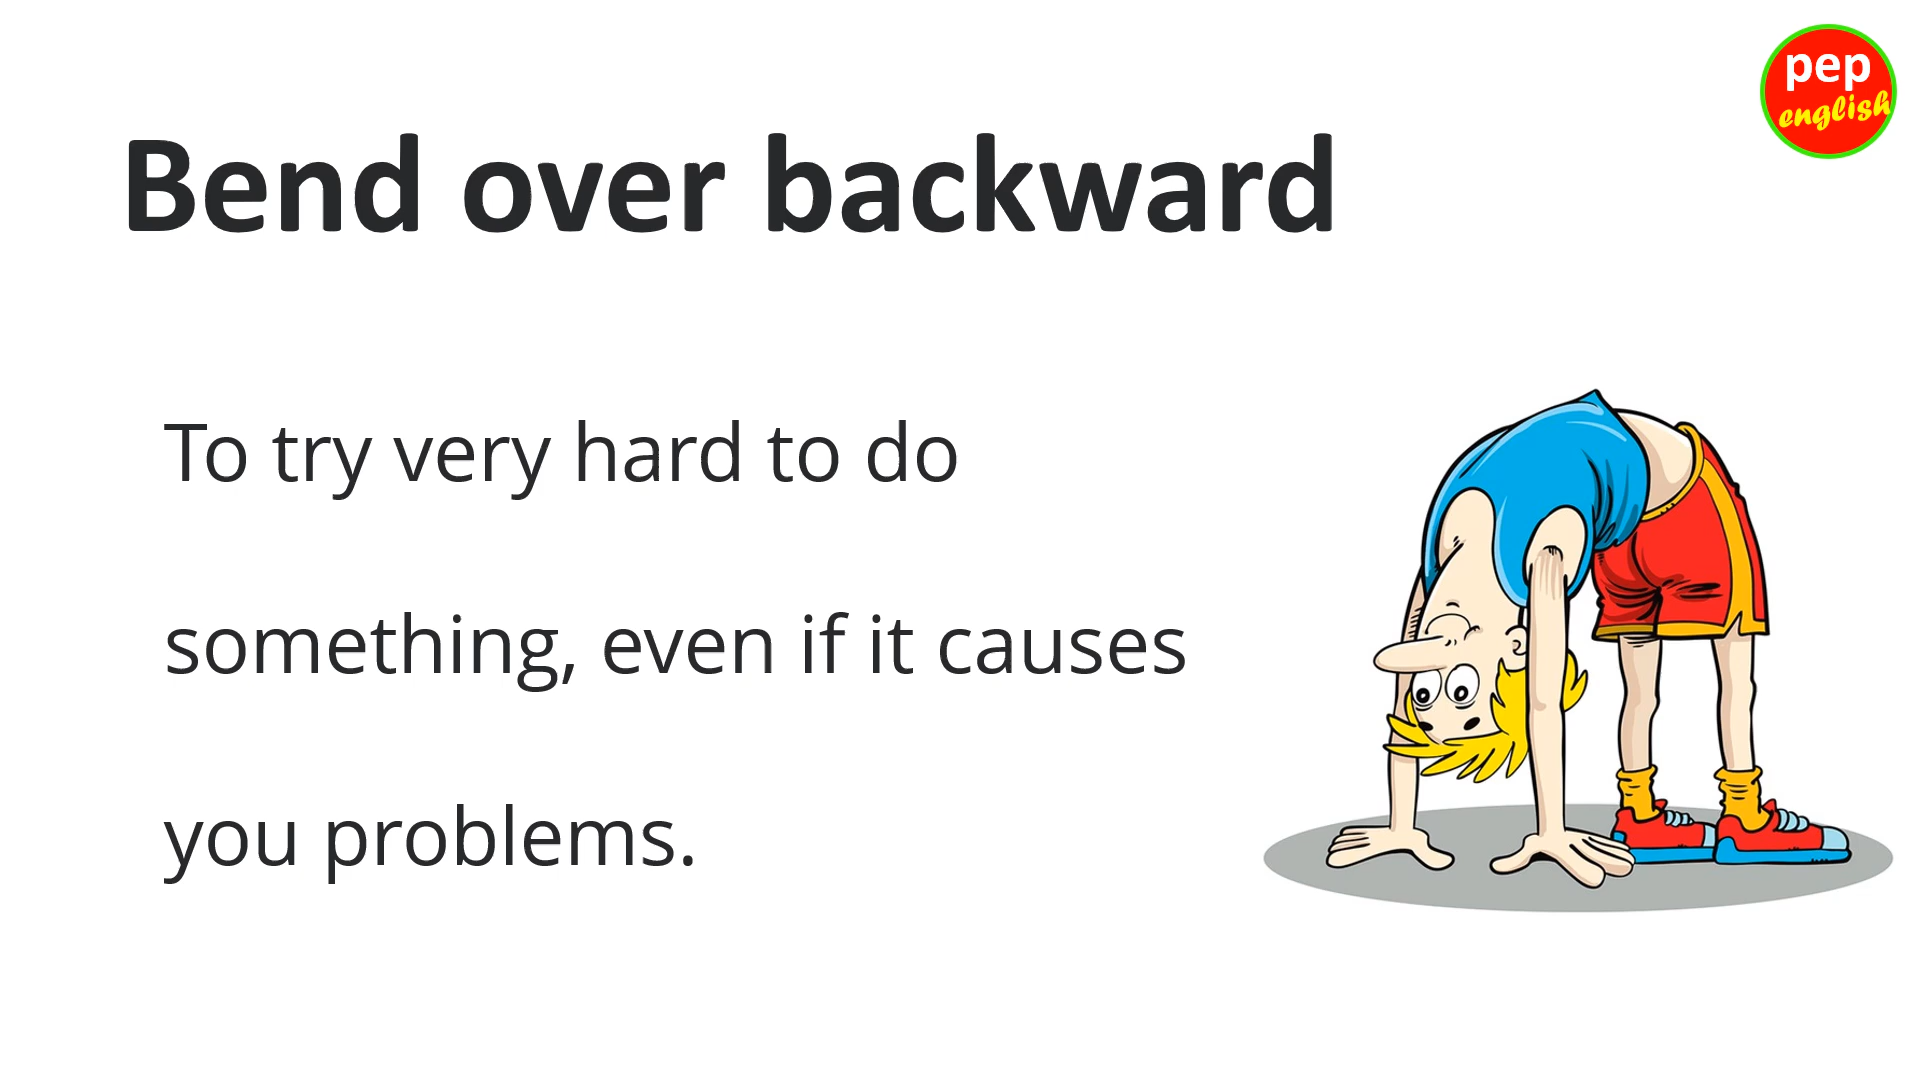 pep
english
Bend over backward
To try very hard to do
something, even if it causes
you problems.